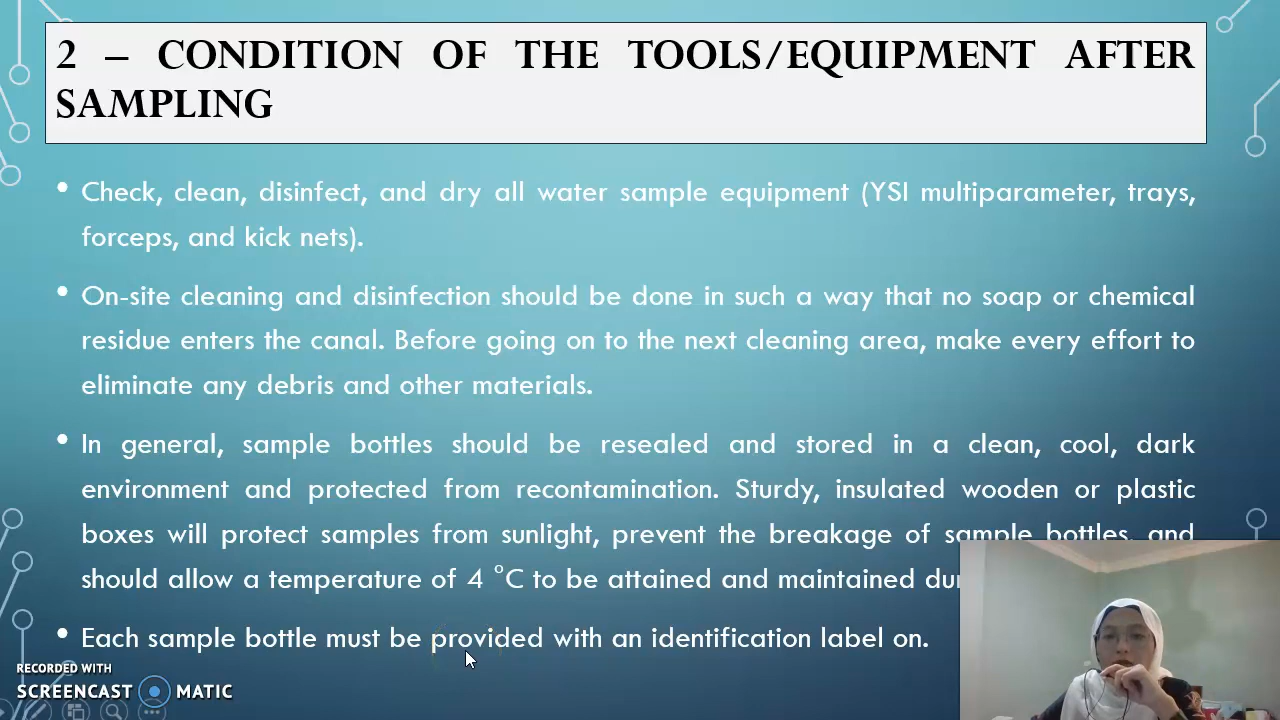 2 – CONDITION OF THE TOOLS/EQUIPMENT AFTER
SAMPLING
• Check, clean, disinfect, and dry all water sample equipment (YSI multiparameter, trays,
forceps, and kick nets).
• On-site cleaning and disinfection should be done in such a way that no soap or chemical
residue enters the canal. Before going on to the next cleaning area, make every effort to
eliminate any debris and other materials.
• In general, sample bottles should be resealed and stored in a clean, cool, dark
environment and protected from recontamination. Sturdy, insulated wooden or plastic
boxes will protect samples from sunlight, prevent the breakage of sample bottles, and
should allow a temperature of 4 °C to be attained and maintained
• Each sample bottle must be provided with an identification label on.
RECORDED WITH
SCREENCAST MATIC